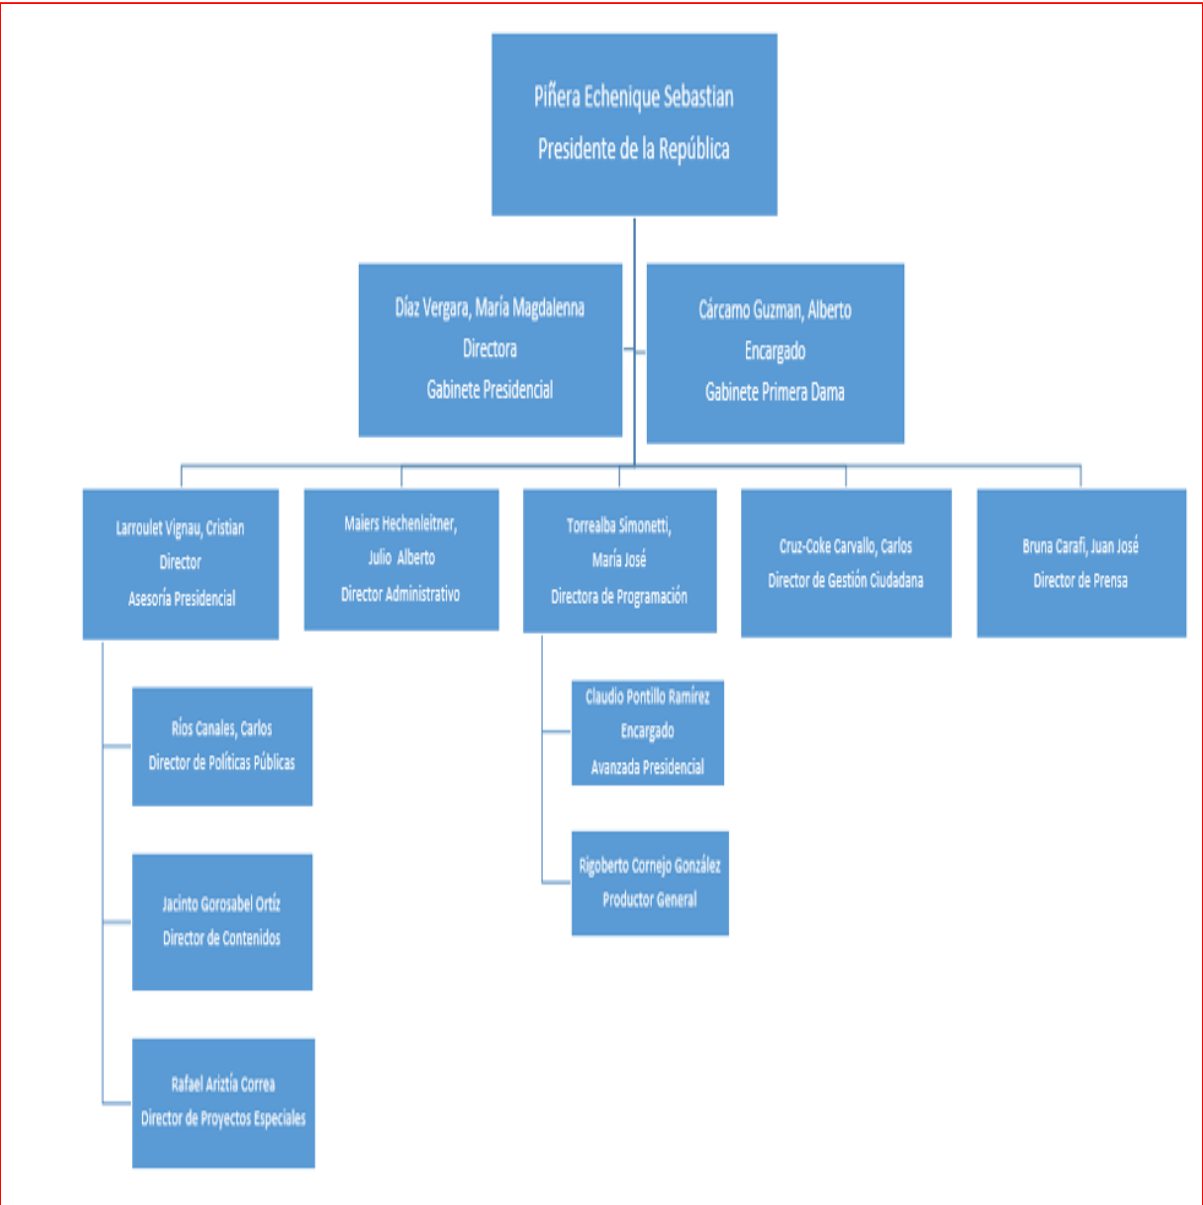 Piñera Echenique Sebastian
Presidente de la República
Díaz Vergara, María Magdalenna
Directora
Gabinete Presidencial
Cárcamo Guzman, Alberto
Encargado
Gabinete Primera Dama
Larroulet Vignau, Cristian
Director
Asesoría Presidencial
Maiers Hechenleitner,
Julio Alberto
Director Administrativo
Torrealba Simonetti,
María José
Directora de Programación
Cruz-Coke Carvallo, Carlos
Director de Gestión Ciudadana
Bruna Carafi, Juan José
Director de Prensa
Ríos Canales, Carlos
Director de Políticas Públicas
Jacinto Gorosabel Ortíz
Director de Contenidos
Rafael Ariztía Correa
Director de Proyectos Especiales
Claudio Pontillo Ramírez
Encargado
Avanzada Presidencial
Rigoberto Cornejo González
Productor General